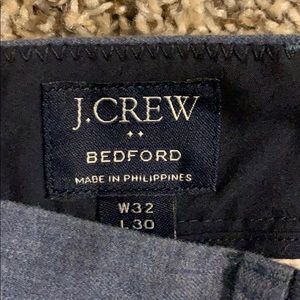 J.CREW
BEDFORD
MADE IN PHILIPPINES
W32
L30